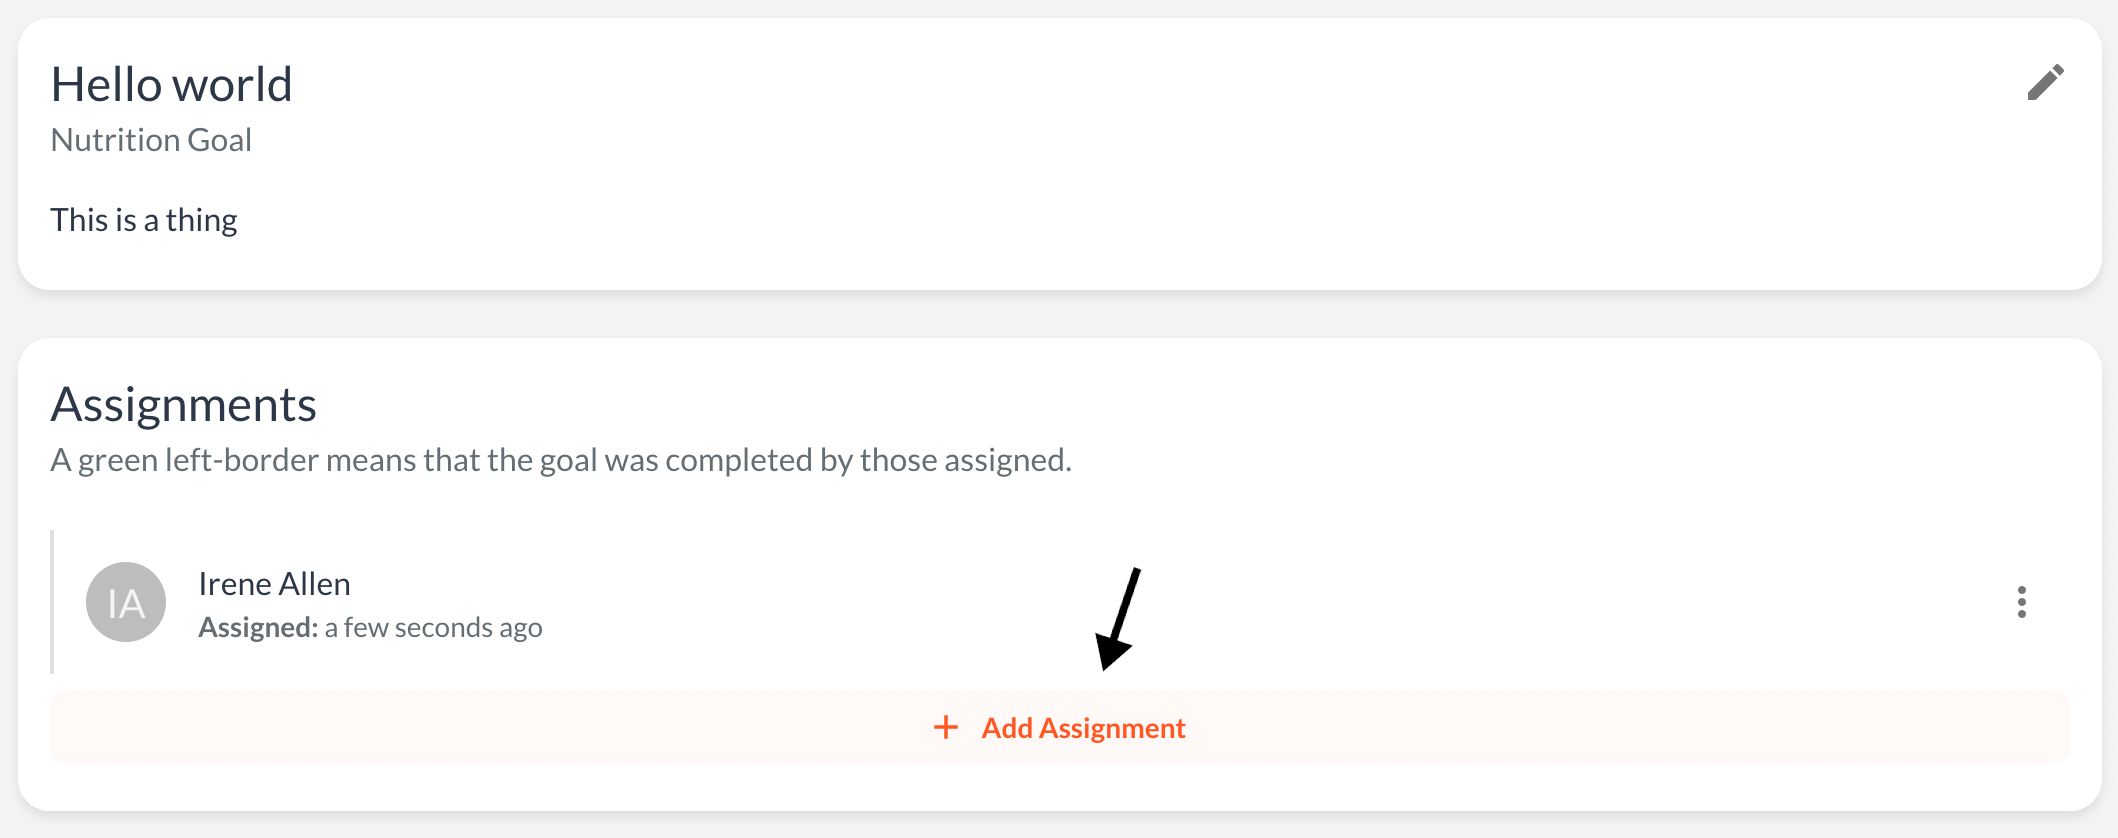 Hello world
Nutrition Goal
This is a thing
Assignments
A green left-border means that the goal was completed by those assigned.
IA
Irene Allen
Assigned: a few seconds ago
+ Add Assignment